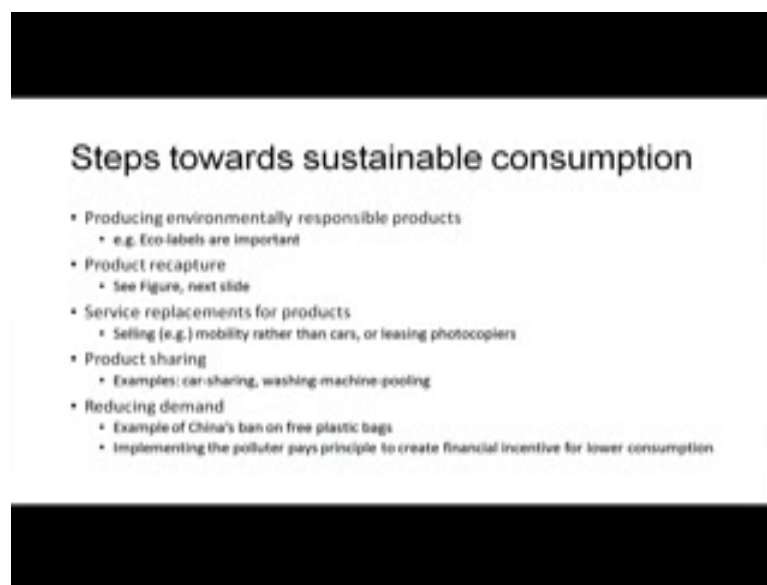 Steps towards sustainable consumption
• Producing environmentally responsible products
• e.g. Eco-labels are important
• Product recapture
• See Figure, next slide
• Service replacements for products
• Selling (e.g.) mobility rather than cars, or leasing photocopiers
• Product sharing
• Examples: car-sharing, washing-machine-pooling
• Reducing demand
• Example of China's ban on free plastic bags
• Implementing the polluter pays principle to create financial incentive for lower consumption